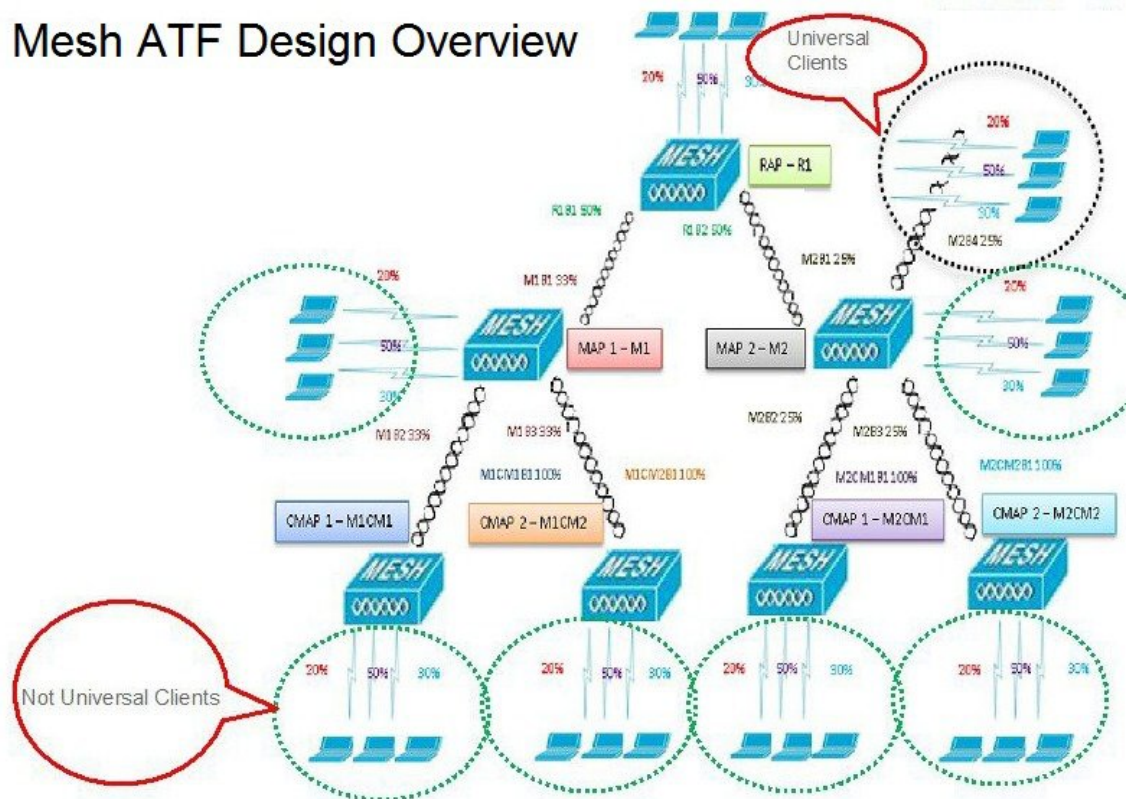 Mesh ATF Design Overview
Universal
Clients
20%
50%
30%
20%
50%
30%
MESH
RAP – R1
R1B1 50%
R1B2 50%
M2B4 25%
M2B1 25%
M1B1 33%
20%
50%
30%
MESH
MAP 1 – M1
MAP 2 – M2
MESH
20%
50%
30%
M1B2 33%
M1B3 33%
M2B2 25%
M2B3 25%
M1CM1B1 100%
M1CM2B1 100%
M2CM1B1 100%
M2CM2B1 100%
CMAP 1 – M1CM1
CMAP 2 – M1CM2
CMAP 1 – M2CM1
CMAP 2 – M2CM2
MESH
MESH
MESH
MESH
Not Universal Clients
20%
50%
30%
20%
50%
30%
20%
50%
30%
20%
50%
30%